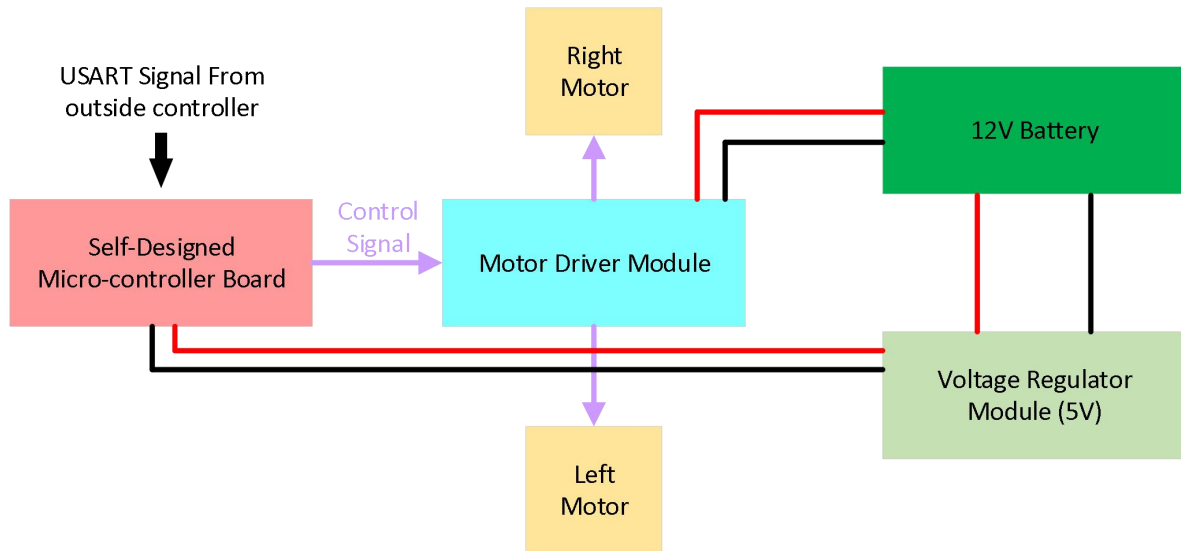 USART Signal From
outside controller
Right
Motor
12V Battery
Self-Designed
Micro-controller Board
Control
Signal
Motor Driver Module
Voltage Regulator
Module (5V)
Left
Motor